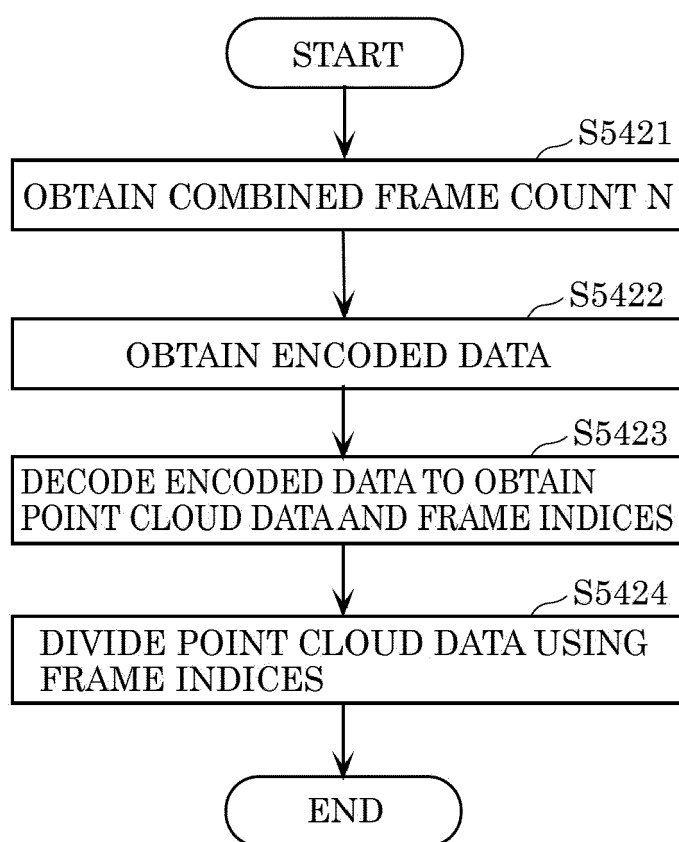 START
S5421
OBTAIN COMBINED FRAME COUNT N
S5422
OBTAIN ENCODED DATA
S5423
DECODE ENCODED DATA TO OBTAIN
POINT CLOUD DATA AND FRAME INDICES
S5424
DIVIDE POINT CLOUD DATA USING
FRAME INDICES
END